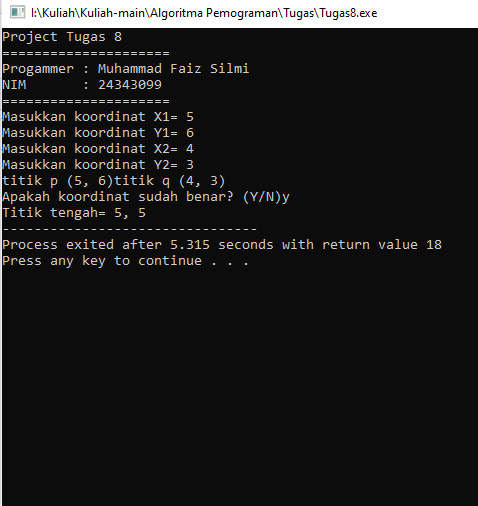 I:\Kuliah\Kuliah-main\Algoritma Pemograman\Tugas\Tugas8.exe
Project Tugas 8
=====================
Progammer : Muhammad Faiz Silmi
NIM       : 24343099
=====================
Masukkan koordinat X1= 5
Masukkan koordinat Y1= 6
Masukkan koordinat X2= 4
Masukkan koordinat Y2= 3
titik p (5, 6)titik q (4, 3)
Apakah koordinat sudah benar? (Y/N)y
Titik tengah= 5, 5
--------------------------------
Process exited after 5.315 seconds with return value 18
Press any key to continue . . .